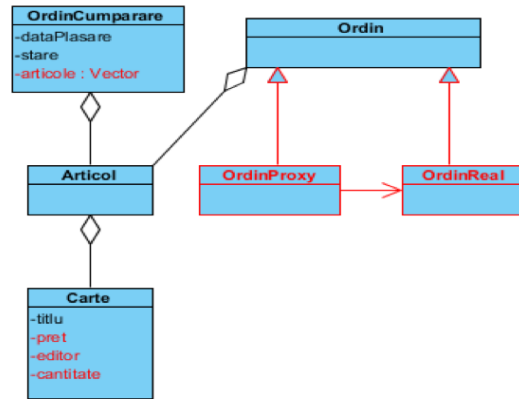 OrdinCumparare
-dataPlasare
-stare
-articole : Vector
Ordin
Articol
OrdinProxy
OrdinReal
Carte
-titlu
-pret
-editor
-cantitate